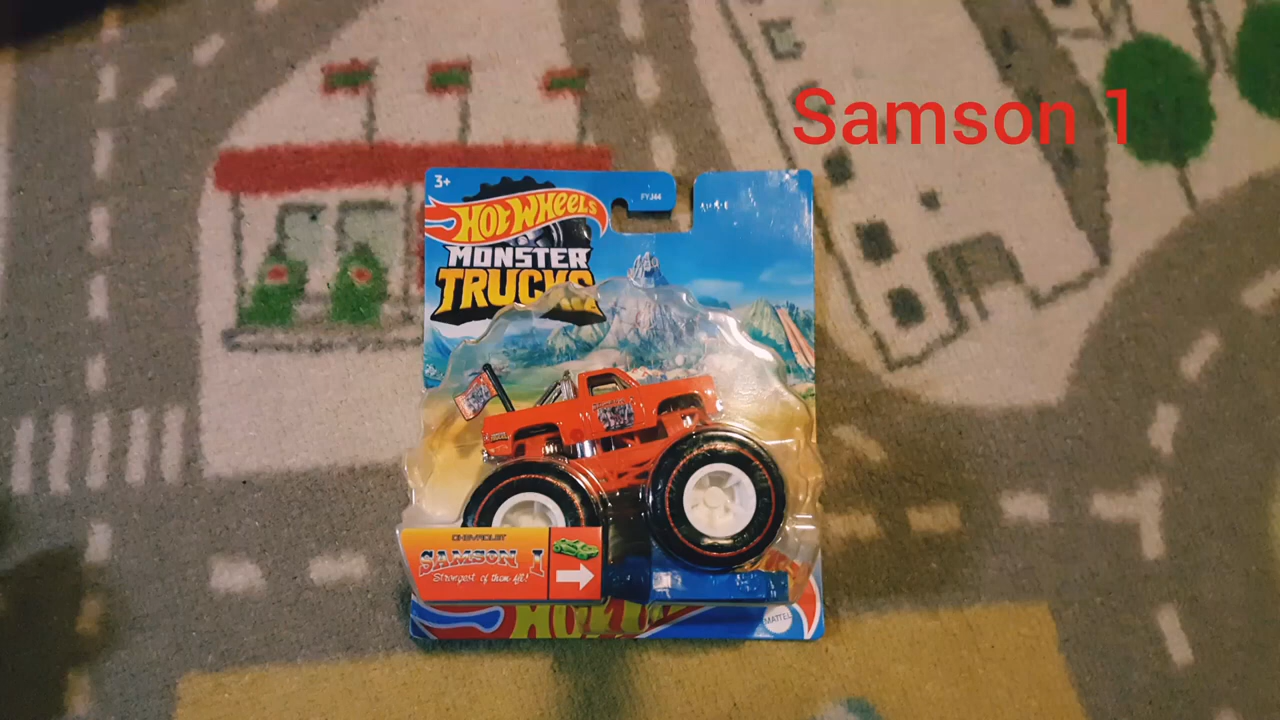 Samson 1
3+
FYJ44
HOT WHEELS
MONSTER
TRUCKS
CHEVROLET
SAMSON I
Strongest of them all!
MATTEL